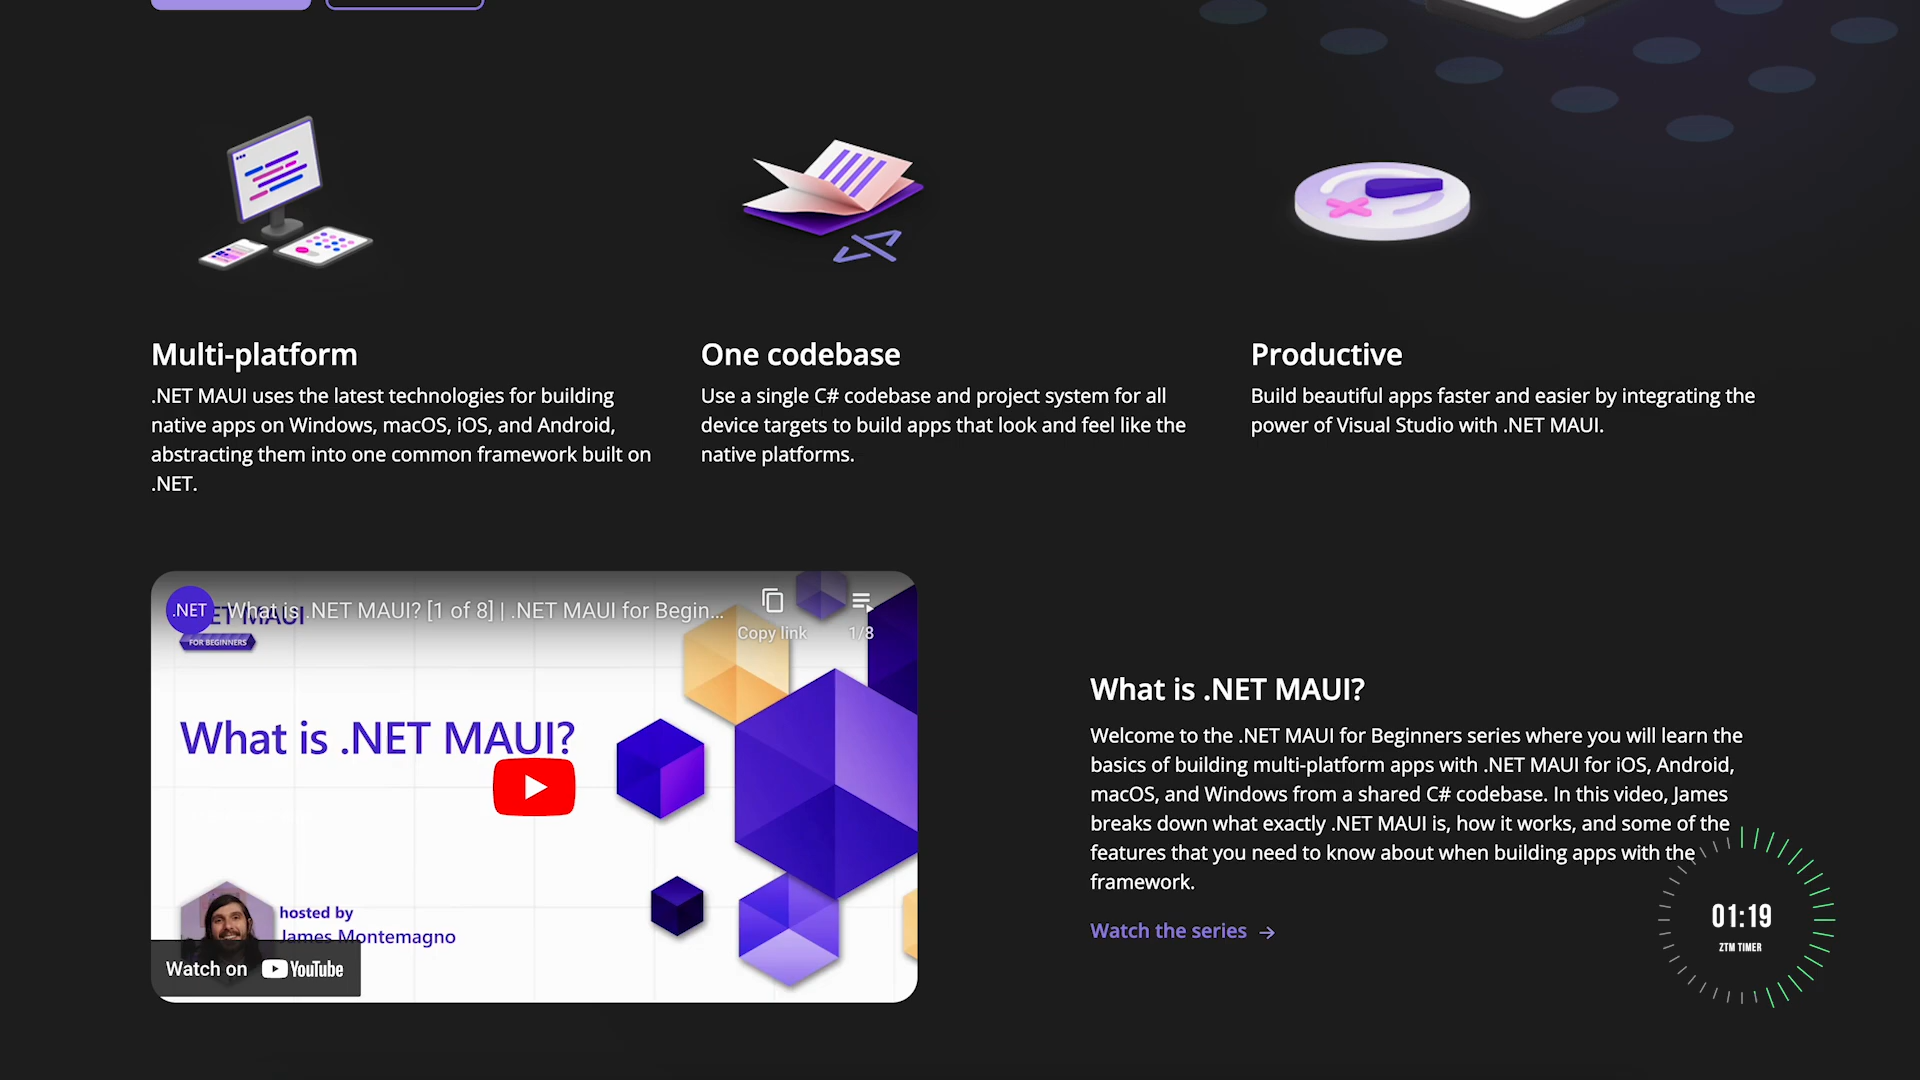 Multi-platform
.NET MAUI uses the latest technologies for building
native apps on Windows, macOS, iOS, and Android,
abstracting them into one common framework built on
.NET.
One codebase
Use a single C# codebase and project system for all
device targets to build apps that look and feel like the
native platforms.
Productive
Build beautiful apps faster and easier by integrating the
power of Visual Studio with .NET MAUI.
.NET
What is .NET MAUI? [1 of 8] | .NET MAUI for Begin...
Copy link
1/8
MAUI
FOR BEGINNERS
What is .NET MAUI?
hosted by
James Montemagno
Watch on YouTube
What is .NET MAUI?
Welcome to the .NET MAUI for Beginners series where you will learn the
basics of building multi-platform apps with .NET MAUI for iOS, Android,
macOS, and Windows from a shared C# codebase. In this video, James
breaks down what exactly .NET MAUI is, how it works, and some of the
features that you need to know about when building apps with the
framework.
Watch the series →
01:19
ZTM TIMER